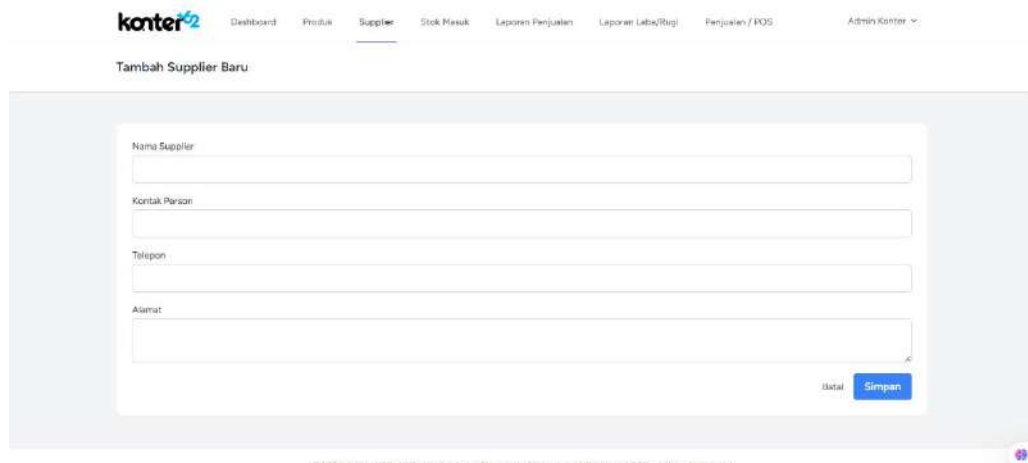 konter
Dashboard Produk Supplier Stok Masuk Laporan Penjualan Laporan Laba/Rugi Penjualan / POS Admin Konter
Tambah Supplier Baru
Nama Supplier
Kontak Person
Telepon
Alamat
Batal Simpan